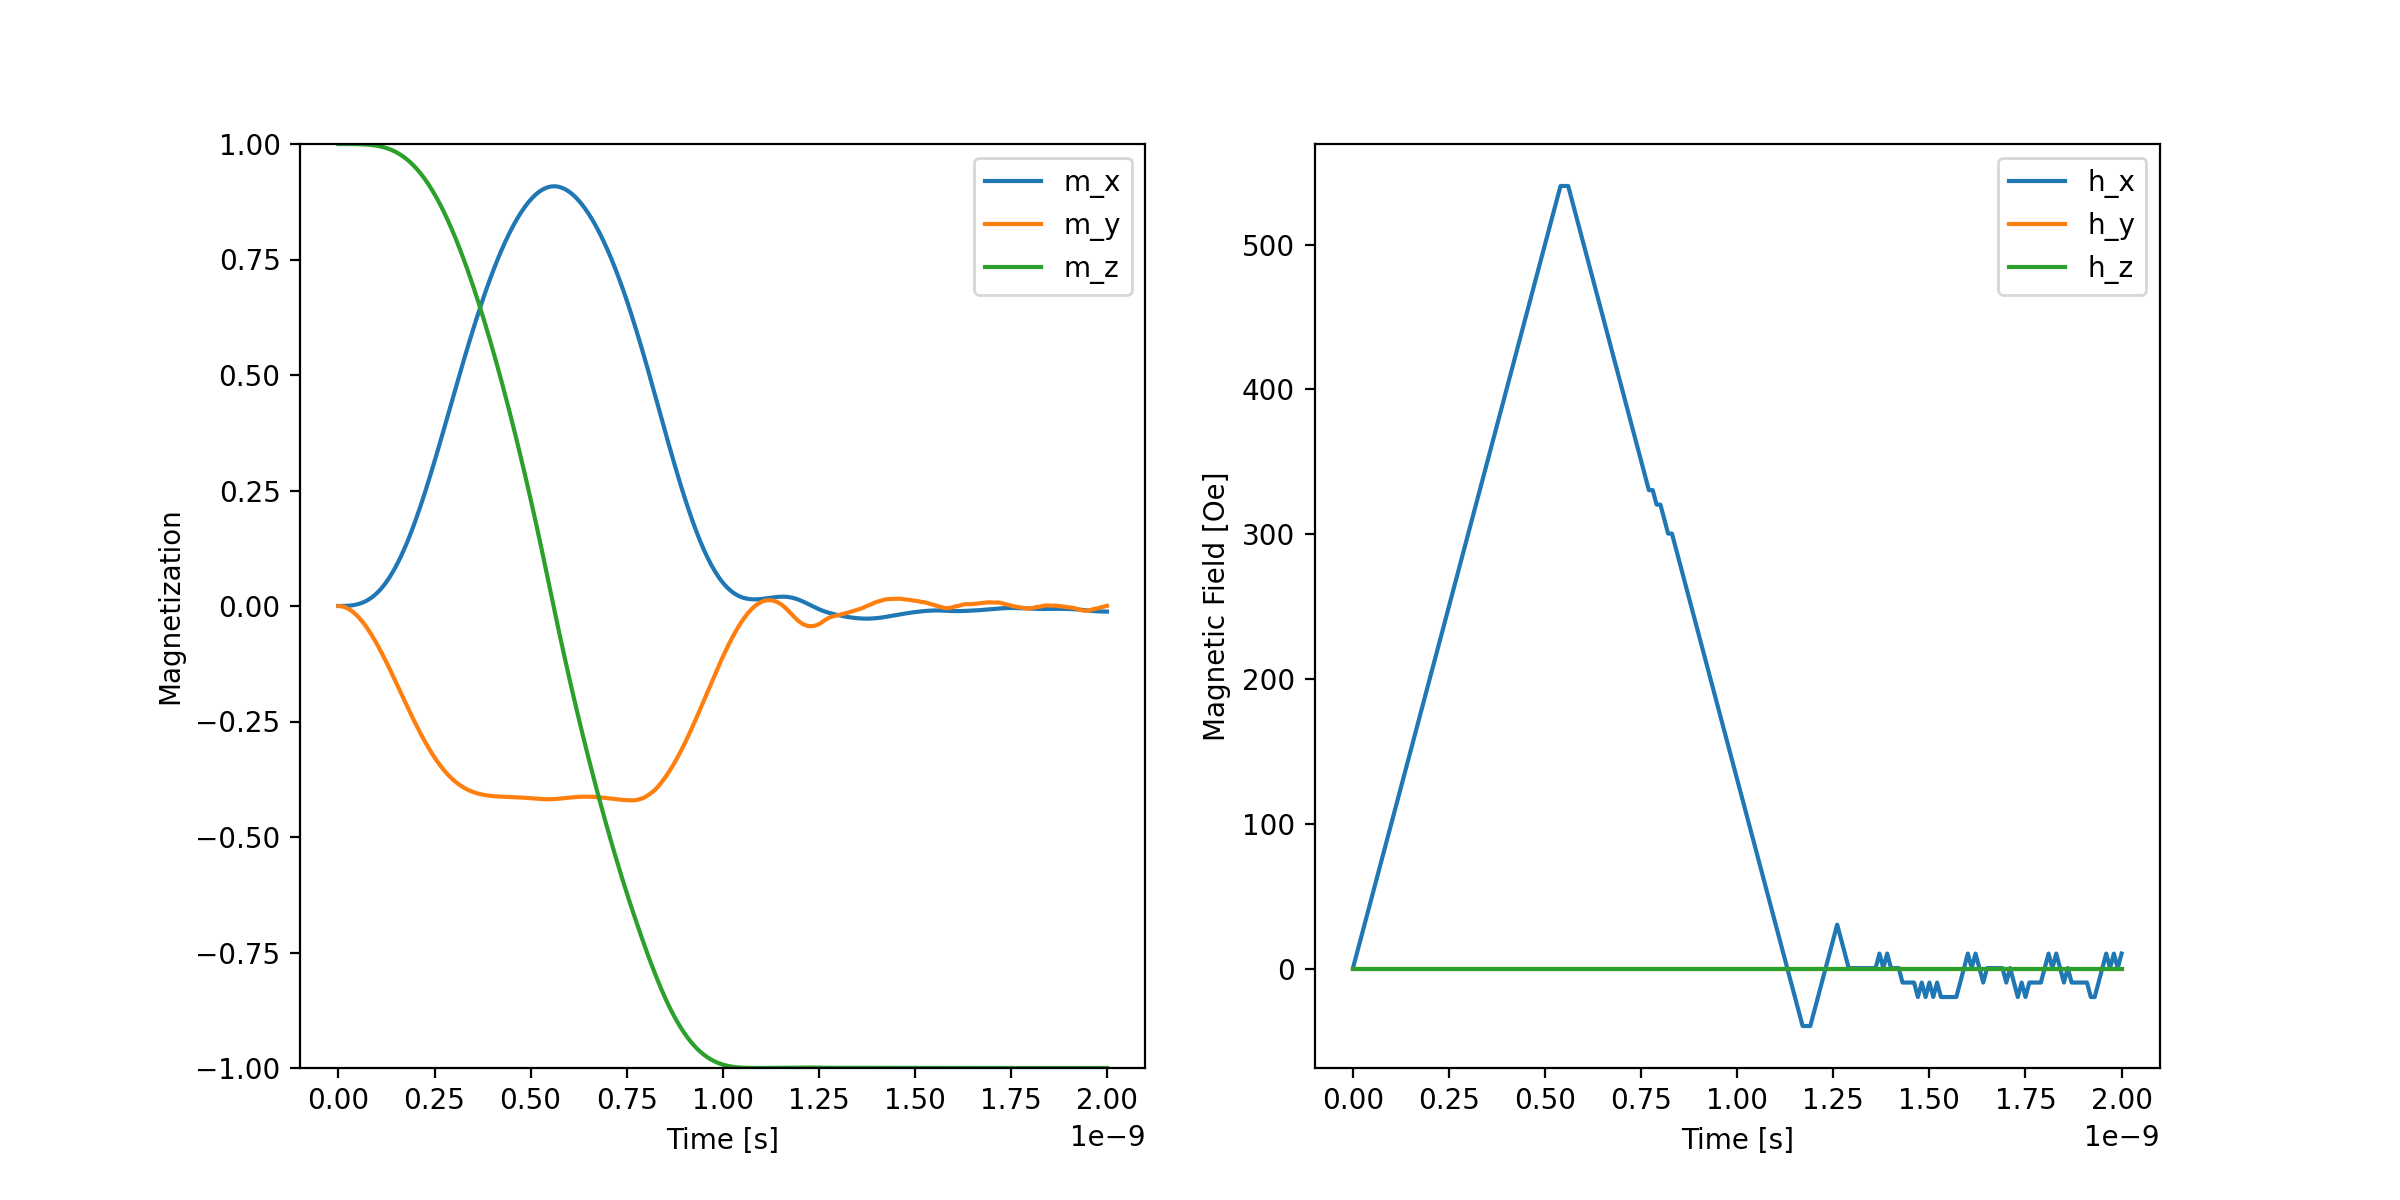 Magnetization
1.00
0.75
0.50
0.25
0.00
−0.25
−0.50
−0.75
−1.00
0.00 0.25 0.50 0.75 1.00 1.25 1.50 1.75 2.00
1e−9
Time [s]
m_x
m_y
m_z
Magnetic Field [Oe]
500
400
300
200
100
0
0.00 0.25 0.50 0.75 1.00 1.25 1.50 1.75 2.00
1e−9
Time [s]
h_x
h_y
h_z